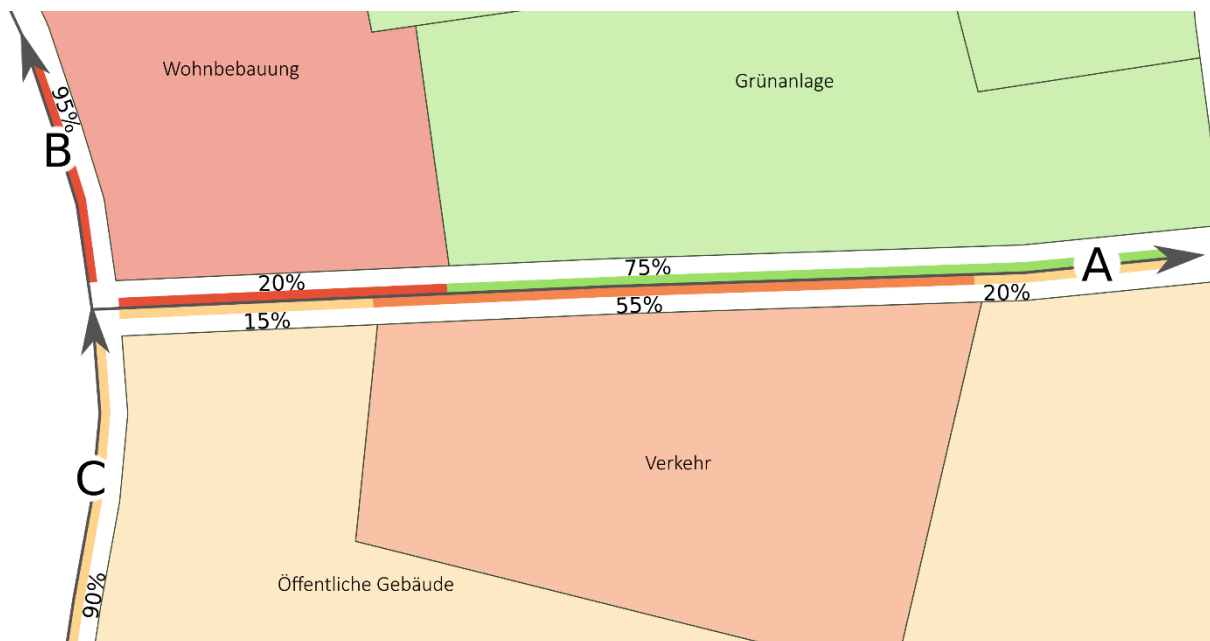 Wohnbebauung
Grünanlage
95%
B
75%
A
20%
20%
15%
55%
Verkehr
C
Öffentliche Gebäude
90%